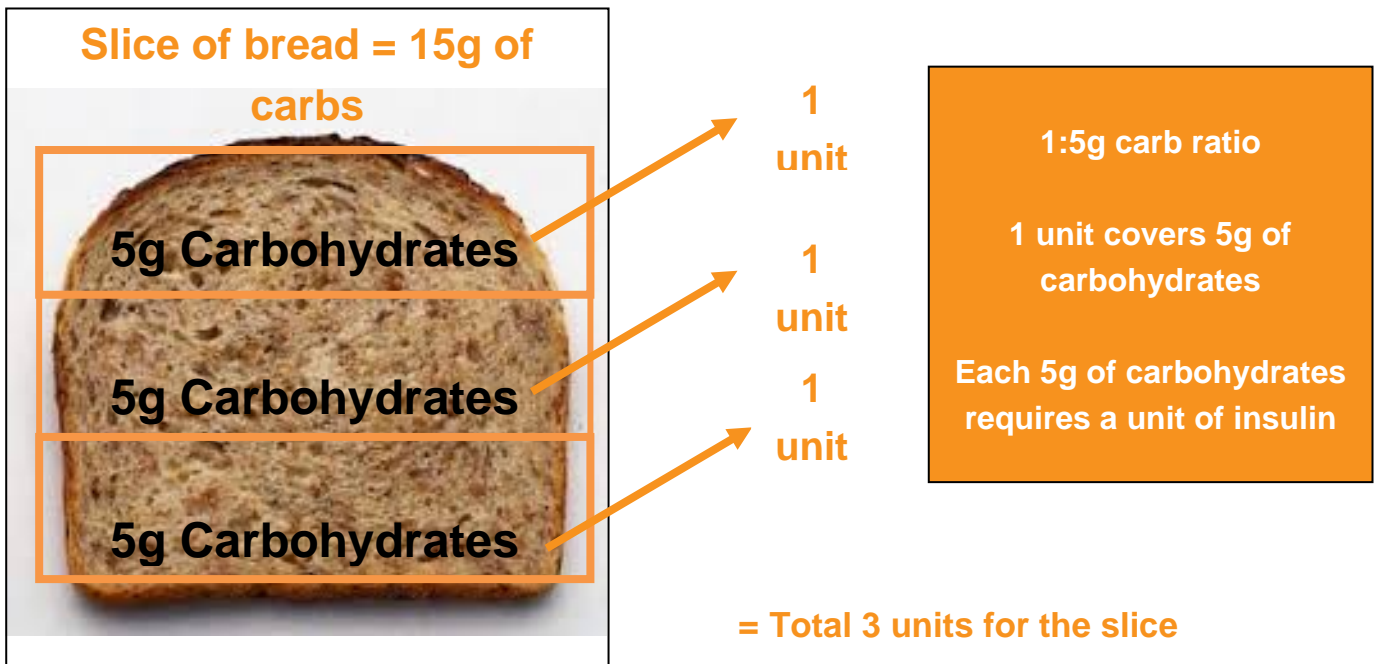 Slice of bread = 15g of
carbs
5g Carbohydrates
5g Carbohydrates
5g Carbohydrates
1
unit
1
unit
1
unit
1:5g carb ratio
1 unit covers 5g of
carbohydrates
Each 5g of carbohydrates
requires a unit of insulin
= Total 3 units for the slice